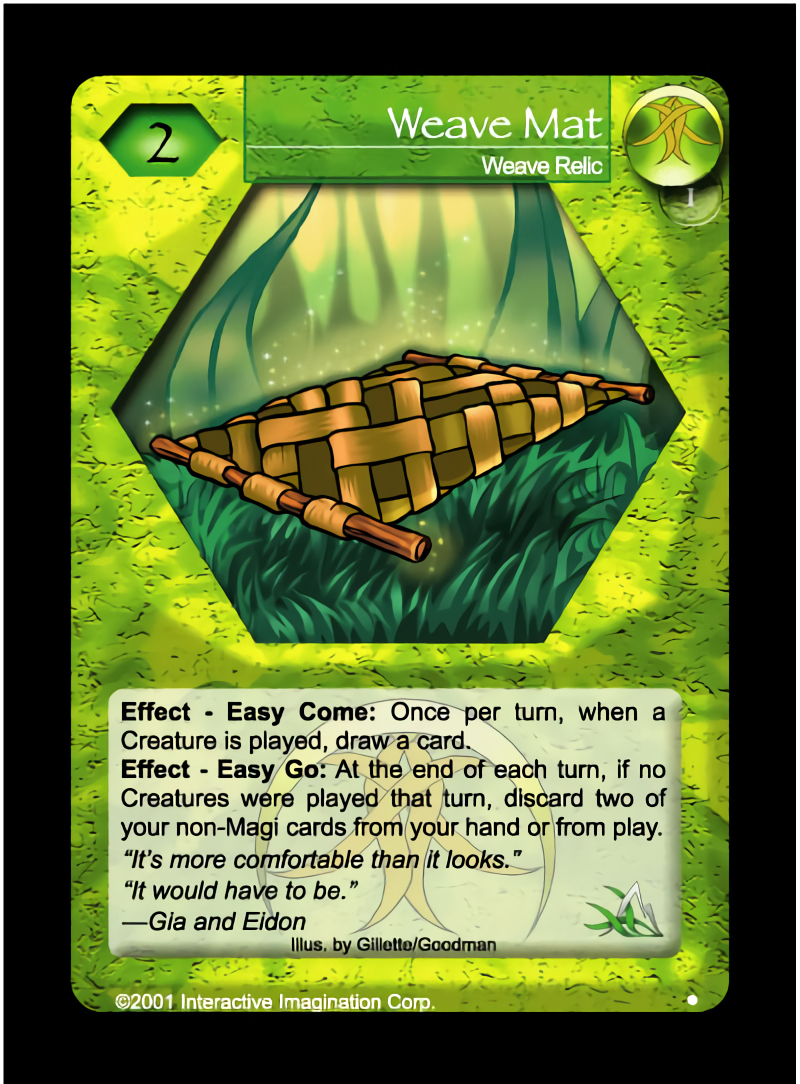 2
Weave Mat
Weave Relic
I
Effect - Easy Come: Once per turn, when a
Creature is played, draw a card.
Effect - Easy Go: At the end of each turn, if no
Creatures were played that turn, discard two of
your non-Magi cards from your hand or from play.
"It's more comfortable than it looks."
"It would have to be."
—Gia and Eidon
Illus. by Gillette/Goodman
©2001 Interactive Imagination Corp.